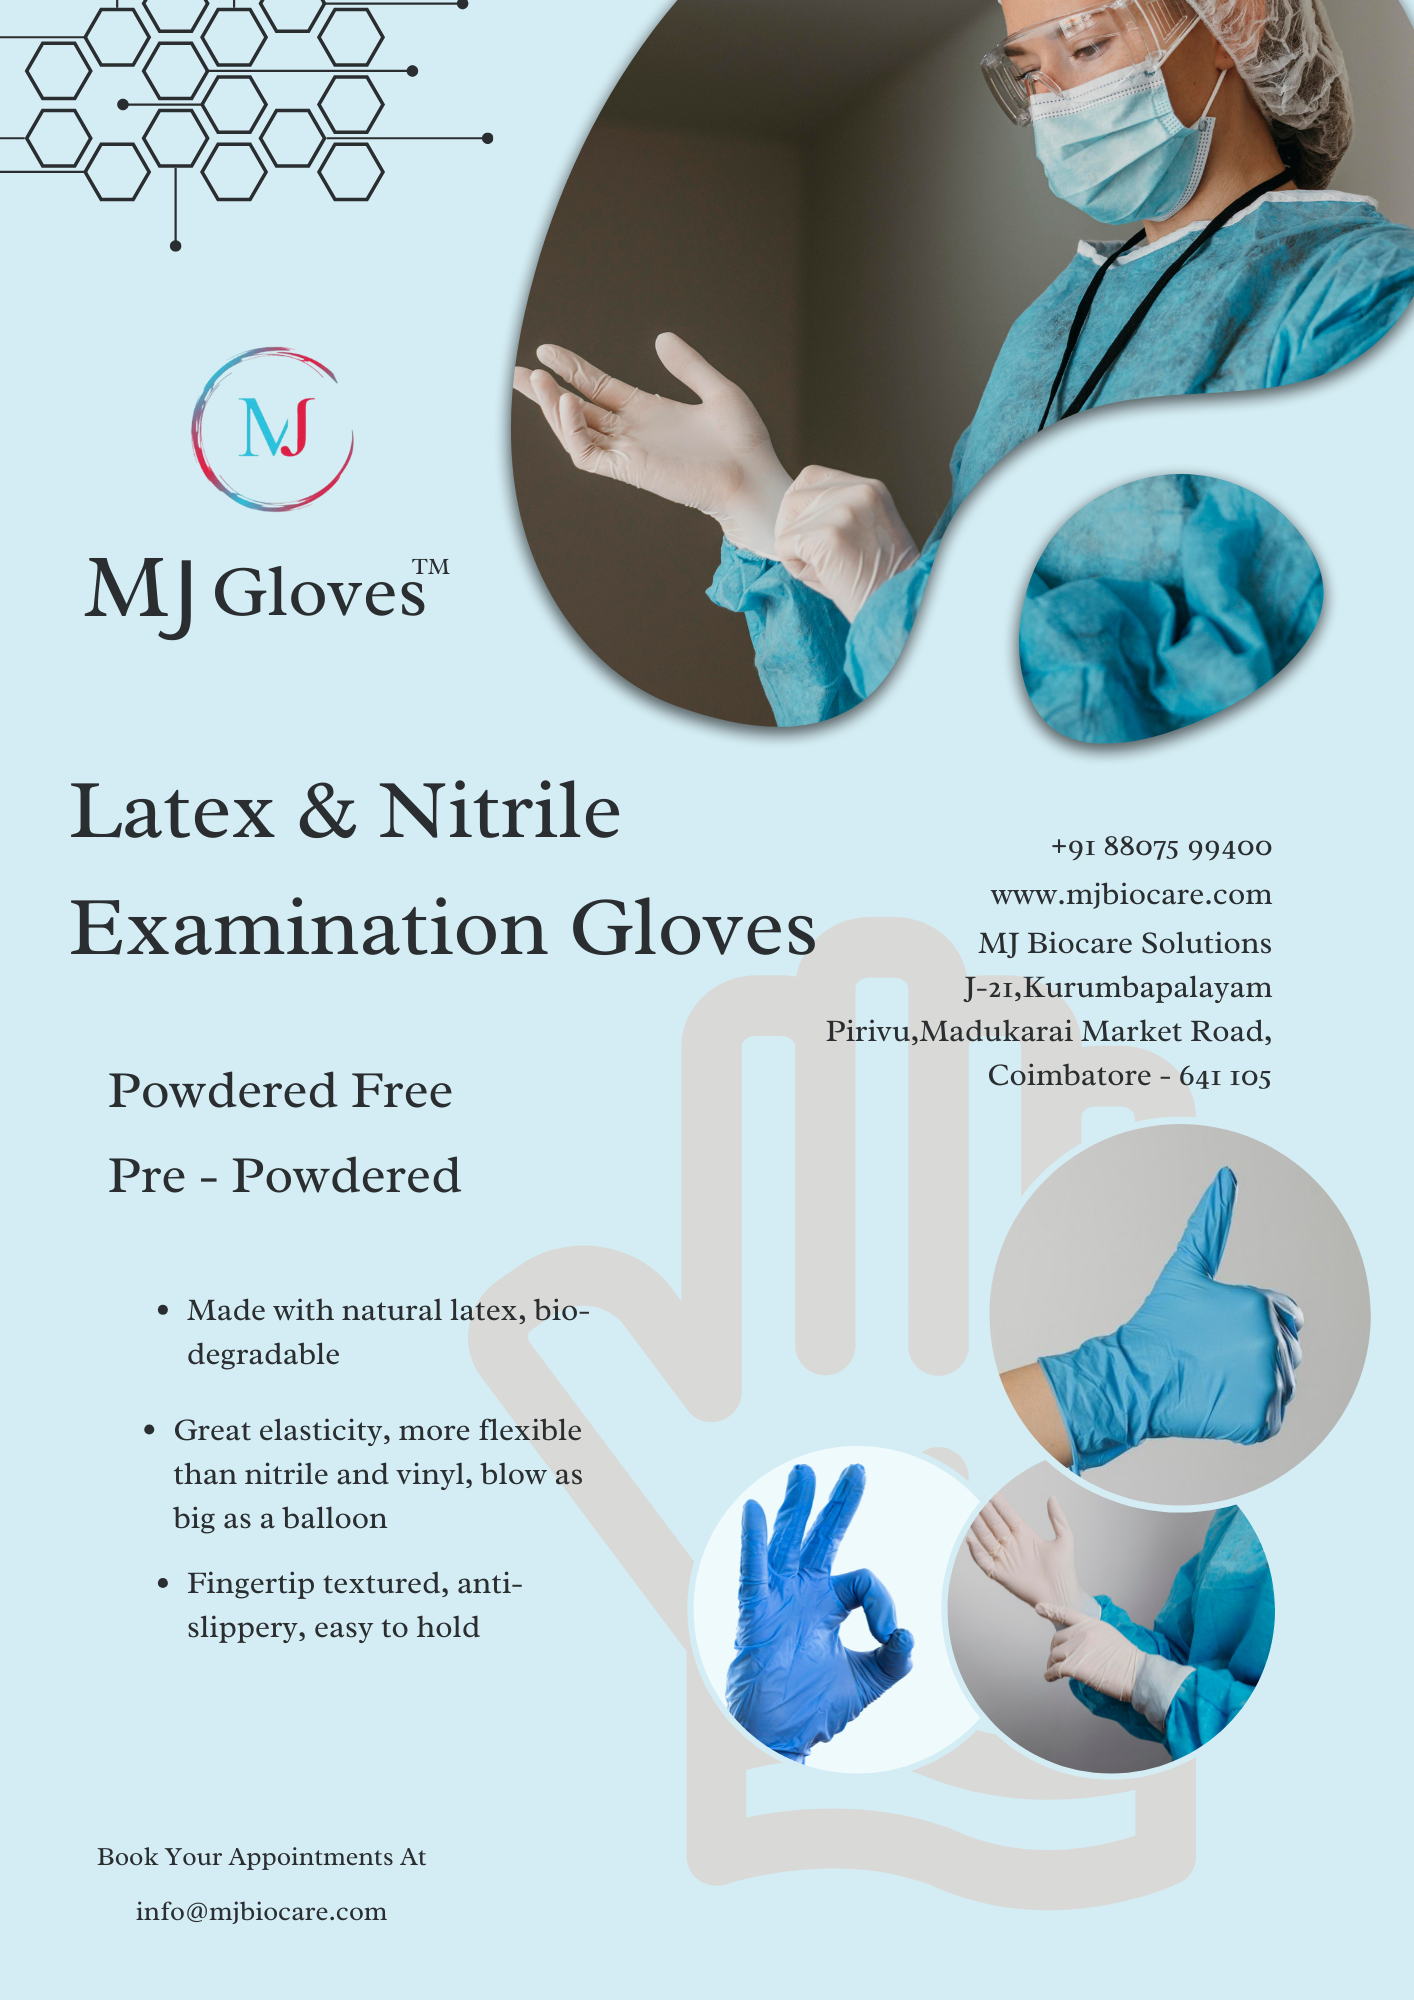 MJ
MJ Gloves™
Latex & Nitrile
Examination Gloves
+91 88075 99400
www.mjbiocare.com
MJ Biocare Solutions
J-21,Kurumbapalayam
Pirivu,Madukarai Market Road,
Coimbatore - 641 105
Powdered Free
Pre - Powdered
• Made with natural latex, bio-
degradable
• Great elasticity, more flexible
than nitrile and vinyl, blow as
big as a balloon
• Fingertip textured, anti-
slippery, easy to hold
Book Your Appointments At
info@mjbiocare.com